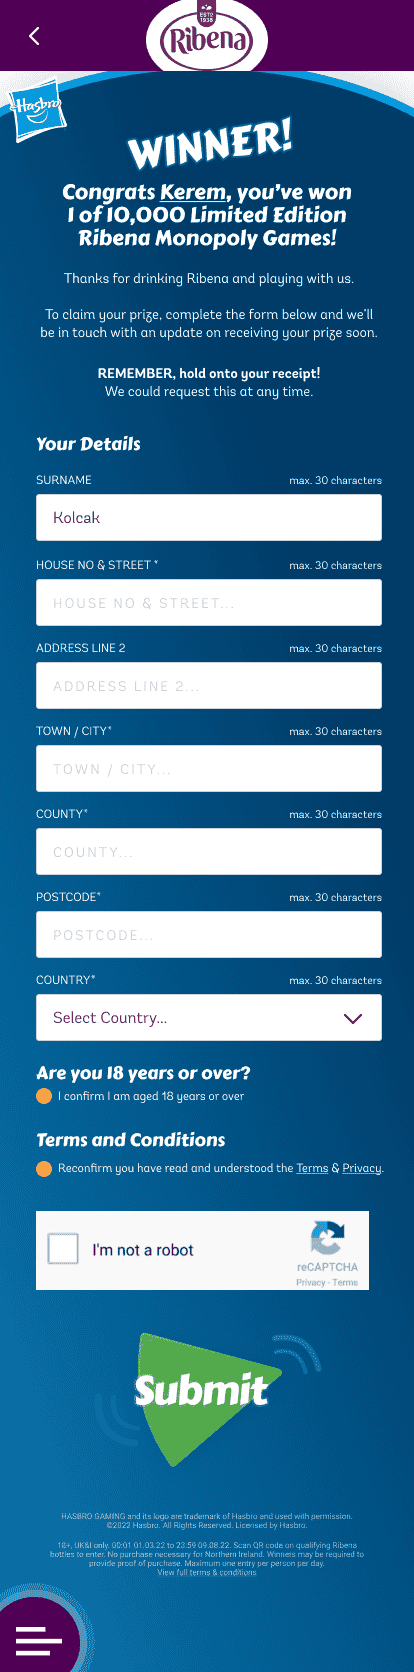 ESTD
1938
Ribena
Hasbro
WINNER!
Congrats Kerem, you've won
1 of 10,000 Limited Edition
Ribena Monopoly Games!
Thanks for drinking Ribena and playing with us.
To claim your prize, complete the form below and we'll
be in touch with an update on receiving your prize soon.
REMEMBER, hold onto your receipt!
We could request this at any time.
Your Details
SURNAME max. 30 characters
Kolcak
HOUSE NO & STREET * max. 30 characters
HOUSE NO & STREET...
ADDRESS LINE 2 max. 30 characters
ADDRESS LINE 2...
TOWN / CITY* max. 30 characters
TOWN / CITY...
COUNTY* max. 30 characters
COUNTY...
POSTCODE* max. 30 characters
POSTCODE...
COUNTRY* max. 30 characters
Select Country...
Are you 18 years or over?
I confirm I am aged 18 years or over
Terms and Conditions
Reconfirm you have read and understood the Terms & Privacy.
I'm not a robot
reCAPTCHA
Privacy - Terms
Submit
HASBRO GAMING and its logo are trademark of Hasbro and used with permission.
©2022 Hasbro. All Rights Reserved. Licensed by Hasbro.
18+, UK&I only. 00:01 01.03.22 to 23:59 09.08.22. Scan QR code on qualifying Ribena
bottles to enter. No purchase necessary for Northern Ireland. Winners may be required to
provide proof of purchase. Maximum one entry per person per day.
View full terms & conditions